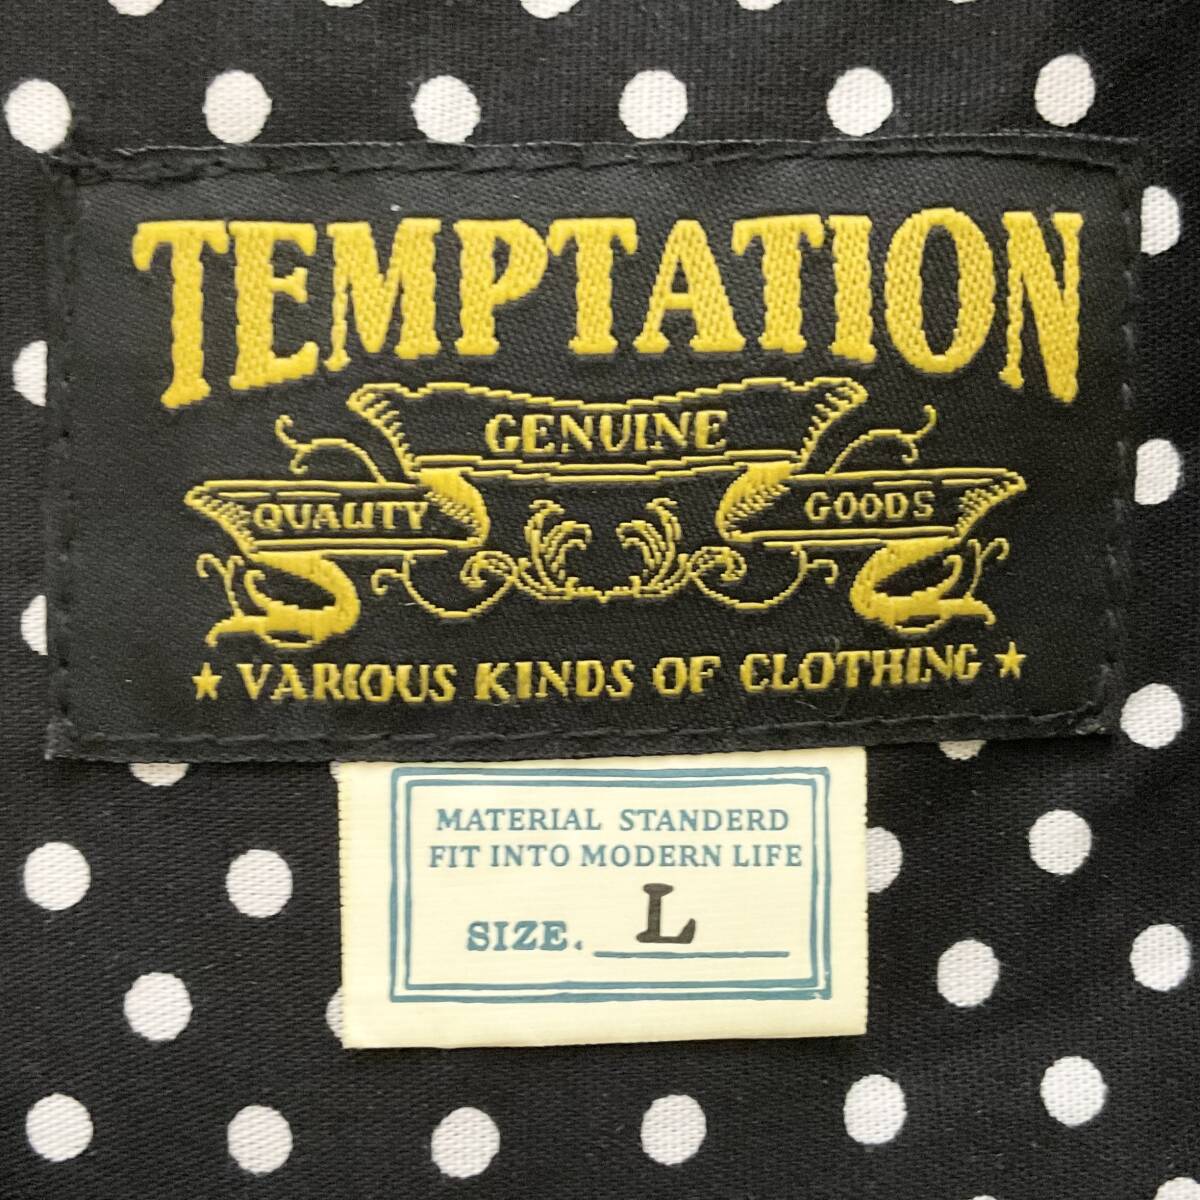 TEMPTATION
GENUINE
QUALITY GOODS
★ VARIOUS KINDS OF CLOTHING ★
MATERIAL STANDERD
FIT INTO MODERN LIFE
SIZE. L